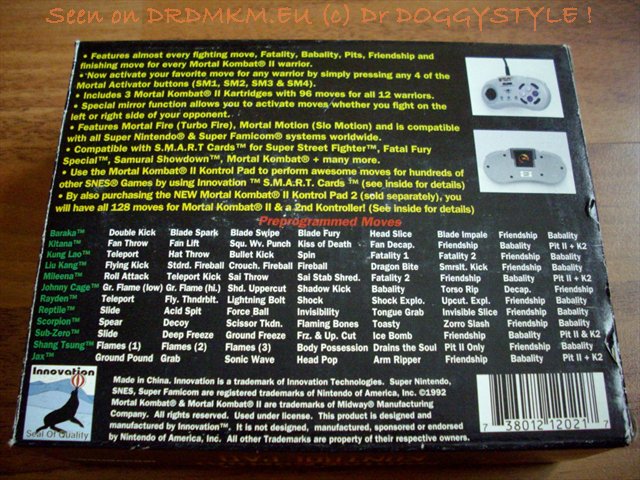 Seen on DRDMKM.EU (c) Dr DOGGYSTYLE !
• Features almost every fighting move, Fatality, Babality, Pits, Friendship and
finishing move for every Mortal Kombat® II warrior.
• Now activate your favorite move for any warrior by simply pressing any 4 of the
Mortal Activator buttons (SM1, SM2, SM3 & SM4).
• Includes 3 Mortal Kombat® II Kartridges with 96 moves for all 12 warriors.
• Special mirror function allows you to activate moves whether you fight on the
left or right side of your opponent.
• Features Mortal Fire (Turbo Fire), Mortal Motion (Slo Motion) and is compatible
with all Super Nintendo® & Super Famicom® systems worldwide.
• Compatible with S.M.A.R.T Cards™ for Super Street Fighter™, Fatal Fury
Special™, Samurai Showdown™, Mortal Kombat® + many more.
• Use the Mortal Kombat® II Kontrol Pad to perform awesome moves for hundreds
of other SNES® Games by using Innovation ™ S.M.A.R.T. Cards ™ (see inside for details)
• By also purchasing the NEW Mortal Kombat® II Kontrol Pad 2 (sold separately), you
will have all 128 moves for Mortal Kombat® II & a 2nd Kontroller! (See inside for details)
Preprogrammed Moves
Baraka™ Double Kick Blade Spark Blade Swipe Blade Fury Head Slice Blade Impale Friendship Babality
Kitana™ Fan Throw Fan Lift Squ. Wv. Punch Kiss of Death Fan Decap. Friendship Babality Pit II + K2
Kung Lao™ Teleport Hat Throw Bullet Kick Spin Fatality 1 Fatality 2 Friendship Babality
Liu Kang™ Flying Kick Stdrd. Fireball Crouch. Fireball Fireball Dragon Bite Smrslt. Kick Friendship Babality
Mileena™ Roll Attack Teleport Kick Sai Throw Sai Stab Shred. Fatality 2 Friendship Babality Pit II + K2
Johnny Cage™ Gr. Flame (low) Gr. Flame (hi.) Shd. Uppercut Shadow Kick Babality Torso Rip Decap. Friendship
Rayden™ Teleport Fly. Thndrblt. Lightning Bolt Shock Shock Explo. Upcut. Expl. Friendship Babality
Reptile™ Slide Acid Spit Force Ball Invisibility Tongue Grab Invisible Slice Friendship Babality
Scorpion™ Spear Decoy Scissor Tkdn. Flaming Bones Toasty Zorro Slash Friendship Babality
Sub-Zero™ Slide Deep Freeze Ground Freeze Frz. & Up. Cut Ice Bomb Friendship Babality Pit II & K2
Shang Tsung™ Flames (1) Flames (2) Flames (3) Body Possession Drains the Soul Pit II Only Friendship Babality
Jax™ Ground Pound Grab Sonic Wave Head Pop Arm Ripper Friendship Babality Pit II + K2
Innovation
Seal Of Quality
Made in China. Innovation is a trademark of Innovation Technologies. Super Nintendo,
SNES, Super Famicom are registered trademarks of Nintendo of America, Inc. ©1992
Mortal Kombat® & Mortal Kombat® II are trademarks of Midway® Manufacturing
Company. All rights reserved. Used under license. This product is designed and
manufactured by Innovation™. It is not designed, manufactured, sponsored or endorsed
by Nintendo of America, Inc. All other Trademarks are property of their respective owners.
7 38012 12021 7